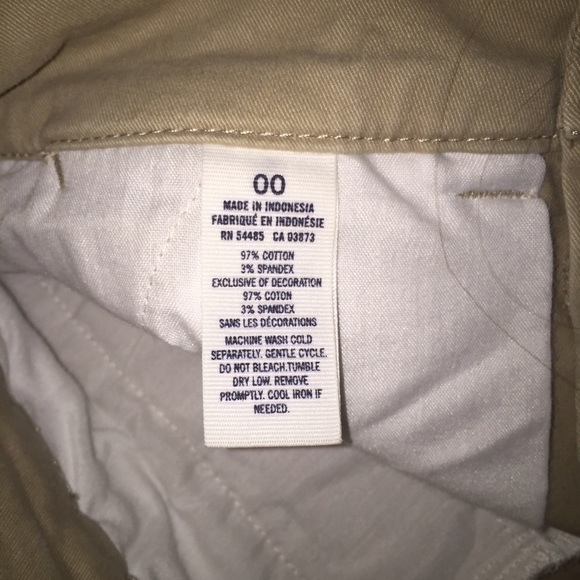 00
MADE IN INDONESIA
FABRIQUÉ EN INDONÉSIE
RN 54485 CA 03873
97% COTTON
3% SPANDEX
EXCLUSIVE OF DECORATION
97% COTON
3% SPANDEX
SANS LES DÉCORATIONS
MACHINE WASH COLD
SEPARATELY. GENTLE CYCLE.
DO NOT BLEACH.TUMBLE
DRY LOW. REMOVE
PROMPTLY. COOL IRON IF
NEEDED.